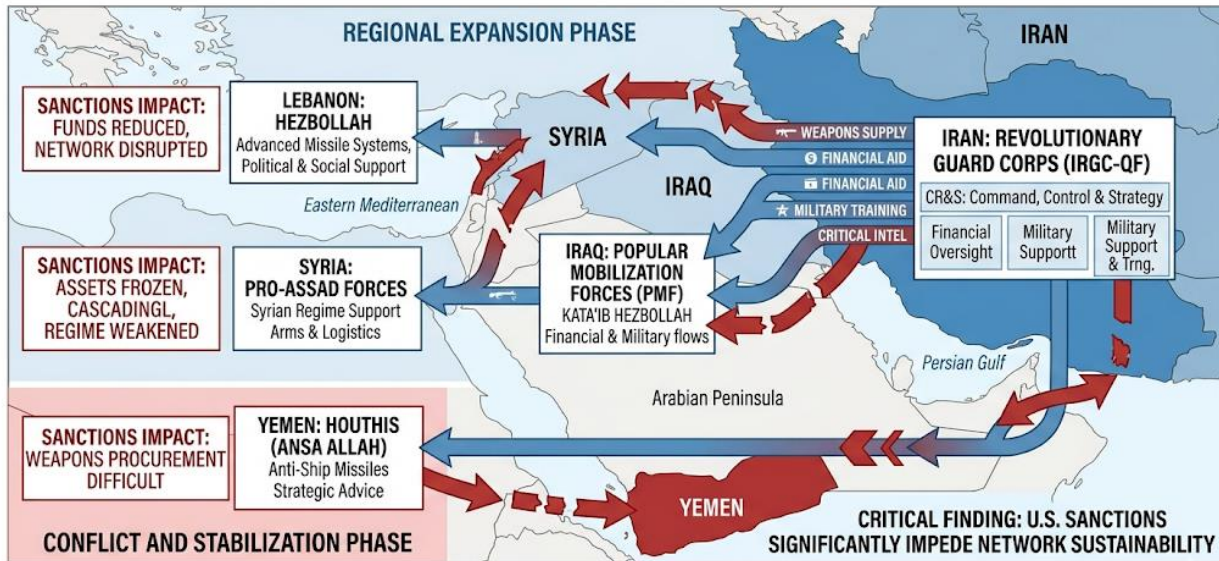 REGIONAL EXPANSION PHASE
IRAN
SANCTIONS IMPACT:
FUNDS REDUCED,
NETWORK DISRUPTED
LEBANON:
HEZBOLLAH
Advanced Missile Systems,
Political & Social Support
SYRIA
WEAPONS SUPPLY
FINANCIAL AID
FINANCIAL AID
MILITARY TRAINING
CRITICAL INTEL
IRAN: REVOLUTIONARY
GUARD CORPS (IRGC-QF)
CR&S: Command, Control & Strategy
Financial
Oversight
Military
Supportt
Military
Support
& Trng.
IRAQ
Eastern Mediterranean
SANCTIONS IMPACT:
ASSETS FROZEN,
CASCADINGL,
REGIME WEAKENED
SYRIA:
PRO-ASSAD FORCES
Syrian Regime Support
Arms & Logistics
IRAQ: POPULAR
MOBILIZATION
FORCES (PMF)
KATA'IB HEZBOLLAH
Financial & Military flows
Persian Gulf
Arabian Peninsula
SANCTIONS IMPACT:
WEAPONS PROCUREMENT
DIFFICULT
YEMEN: HOUTHIS
(ANSA ALLAH)
Anti-Ship Missiles
Strategic Advice
YEMEN
CONFLICT AND STABILIZATION PHASE
CRITICAL FINDING: U.S. SANCTIONS
SIGNIFICANTLY IMPEDE NETWORK SUSTAINABILITY